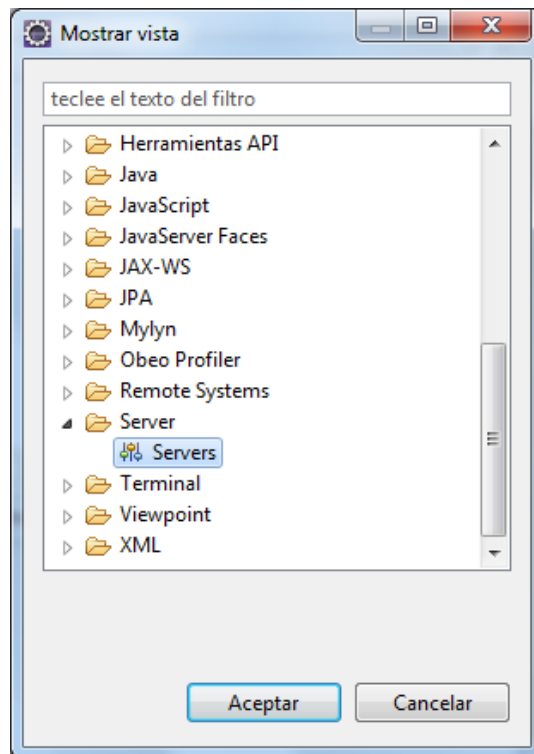 Mostrar vista
teclee el texto del filtro
Herramientas API
Java
JavaScript
JavaServer Faces
JAX-WS
JPA
Mylyn
Obeo Profiler
Remote Systems
Server
Servers
Terminal
Viewpoint
XML
Aceptar Cancelar